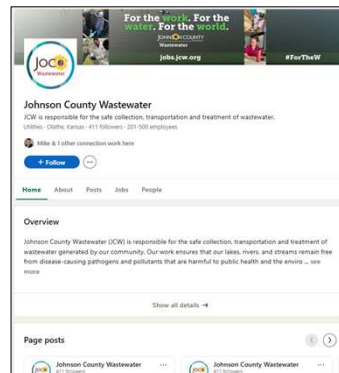 For the work. For the
water. For the world.
JOHNSON COUNTY
Wastewater
jobs.jcw.org
#ForTheW
joco
Wastewater
Johnson County Wastewater
JCW is responsible for the safe collection, transportation and treatment of wastewater.
Utilities · Olathe, Kansas · 411 followers · 201-500 employees
Mike & 1 other connection work here
+ Follow
Home About Posts Jobs People
Overview
Johnson County Wastewater (JCW) is responsible for the safe collection, transportation and treatment of
wastewater generated by our community. Our work ensures that our lakes, rivers, and streams remain free
from disease-causing pathogens and pollutants that are harmful to public health and the enviro ... see
more
Show all details →
Page posts
Johnson County Wastewater ...
411 followers
Johnson County Wastewater ...
411 followers